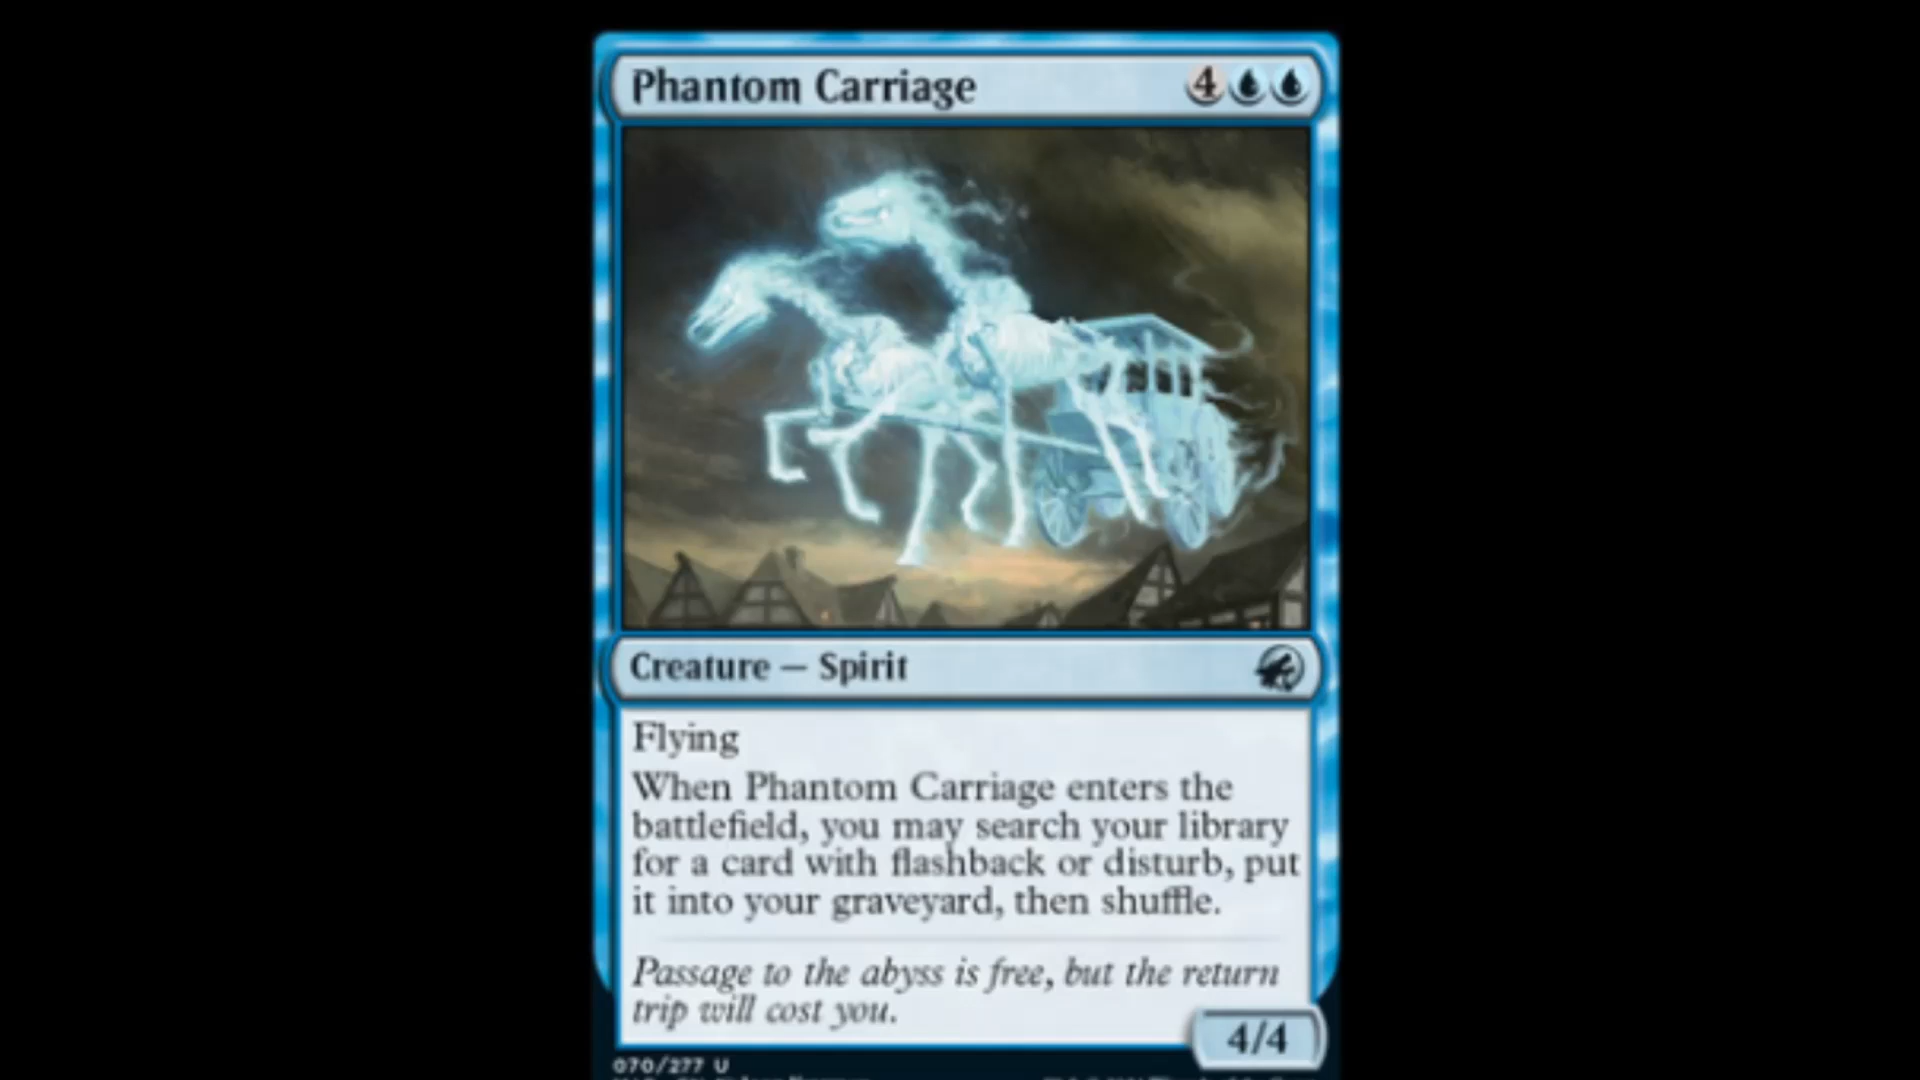 Phantom Carriage 4
Creature — Spirit
Flying
When Phantom Carriage enters the
battlefield, you may search your library
for a card with flashback or disturb, put
it into your graveyard, then shuffle.
Passage to the abyss is free, but the return
trip will cost you.
4/4
070/277 U